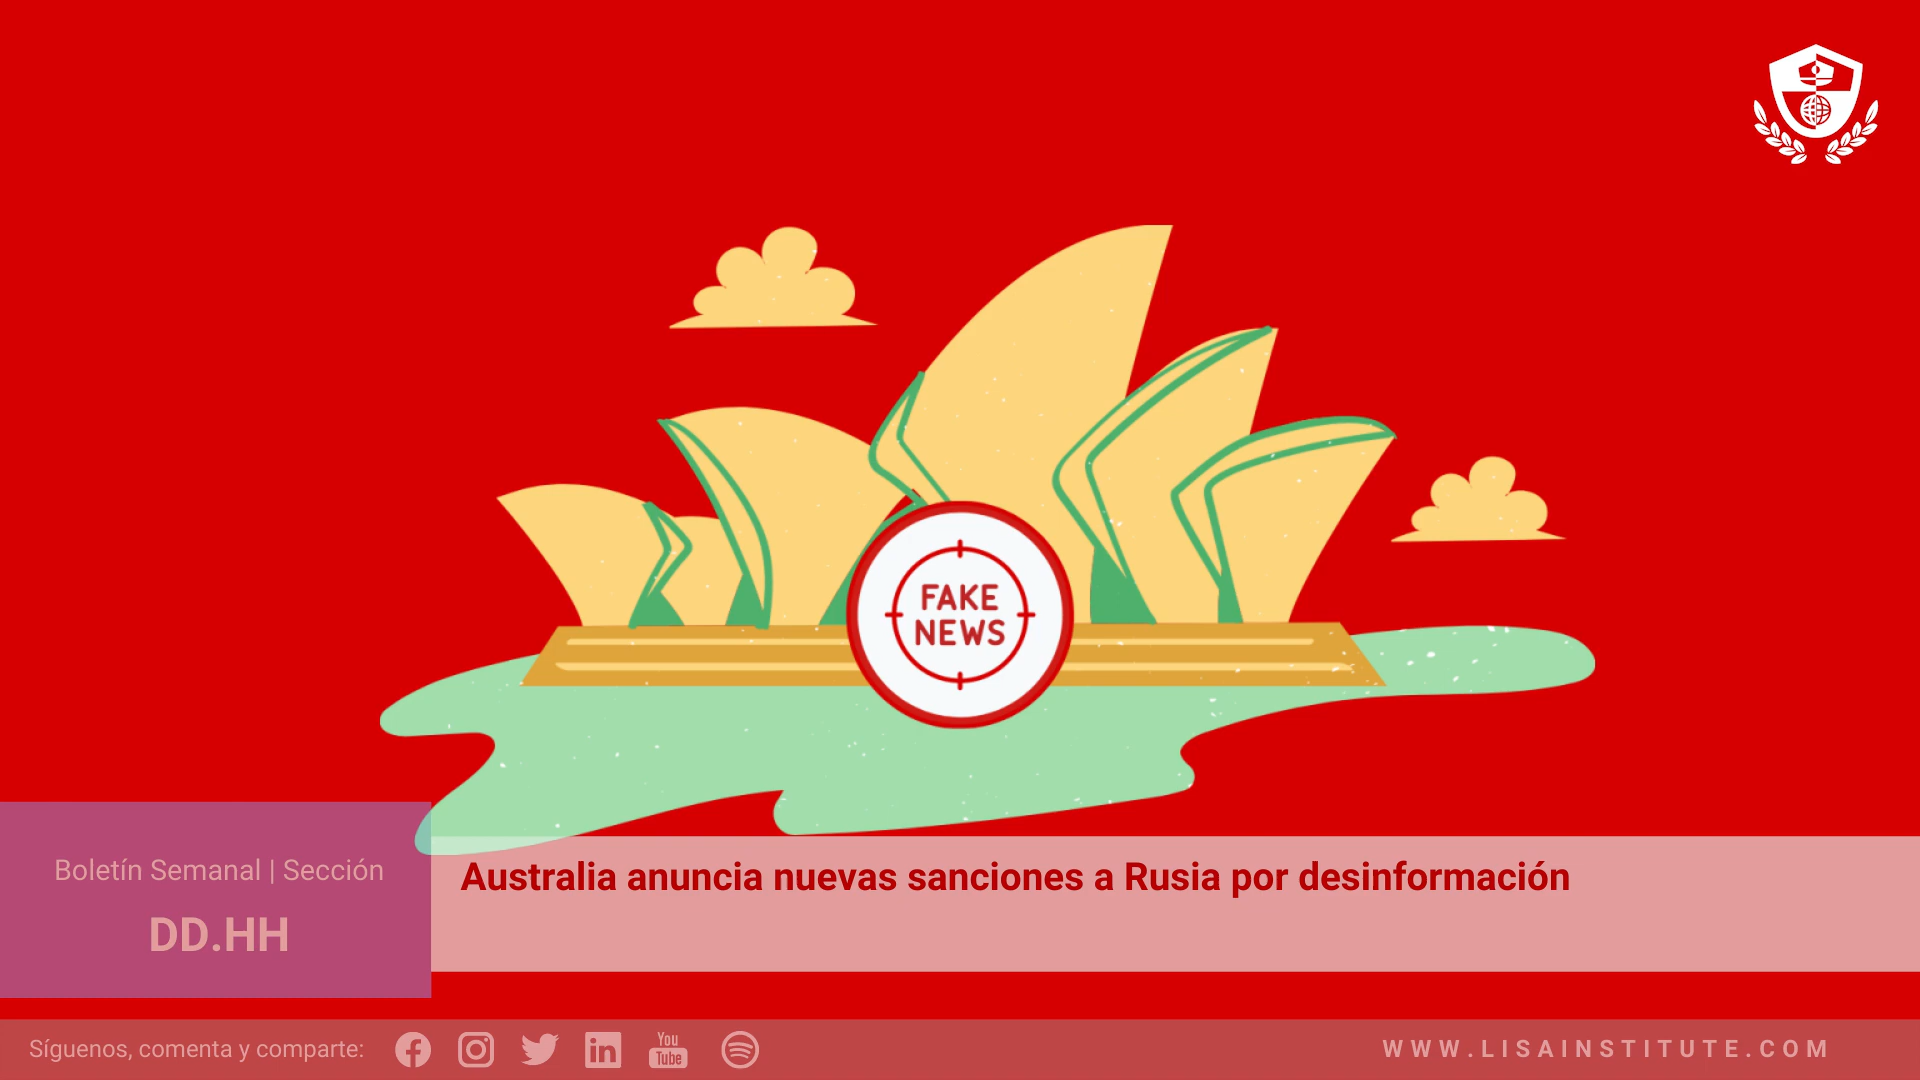 FAKE
NEWS
Boletín Semanal | Sección
DD.HH
Australia anuncia nuevas sanciones a Rusia por desinformación
Síguenos, comenta y comparte:
You
Tube
WWW.LISAINSTITUTE.COM